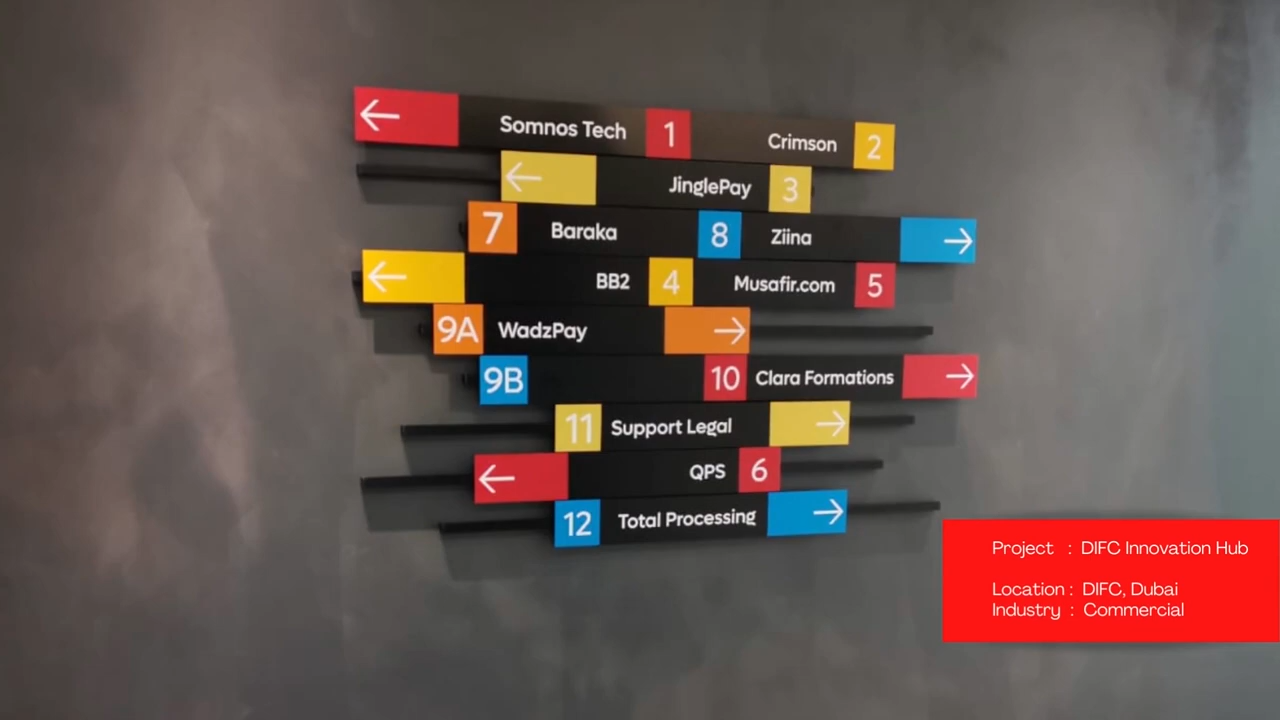 ← Somnos Tech 1 Crimson 2
← JinglePay 3
7 Baraka 8 Ziina →
← BB2 4 Musafir.com 5
9A WadzPay →
9B 10 Clara Formations →
11 Support Legal →
← QPS 6
12 Total Processing →
Project : DIFC Innovation Hub
Location : DIFC, Dubai
Industry : Commercial